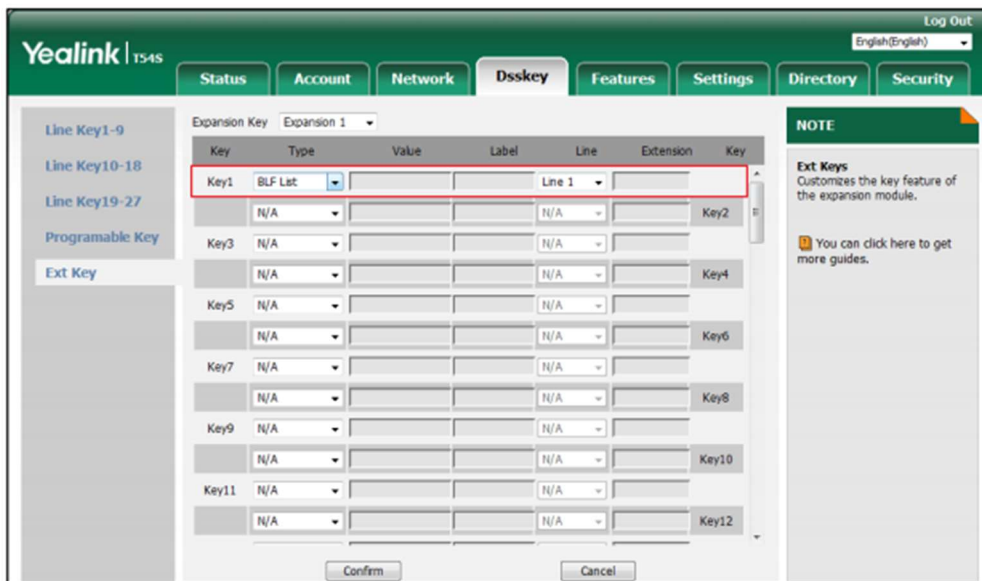 Log Out
Yealink | T54S
English(English)
Status Account Network Dsskey Features Settings Directory Security
Line Key1-9
Line Key10-18
Line Key19-27
Programable Key
Ext Key
Expansion Key Expansion 1
Key Type Value Label Line Extension Key
Key1 BLF List Line 1
N/A N/A Key2
Key3 N/A N/A
N/A N/A Key4
Key5 N/A N/A
N/A N/A Key6
Key7 N/A N/A
N/A N/A Key8
Key9 N/A N/A
N/A N/A Key10
Key11 N/A N/A
N/A N/A Key12
Confirm Cancel
NOTE
Ext Keys
Customizes the key feature of
the expansion module.
You can click here to get
more guides.